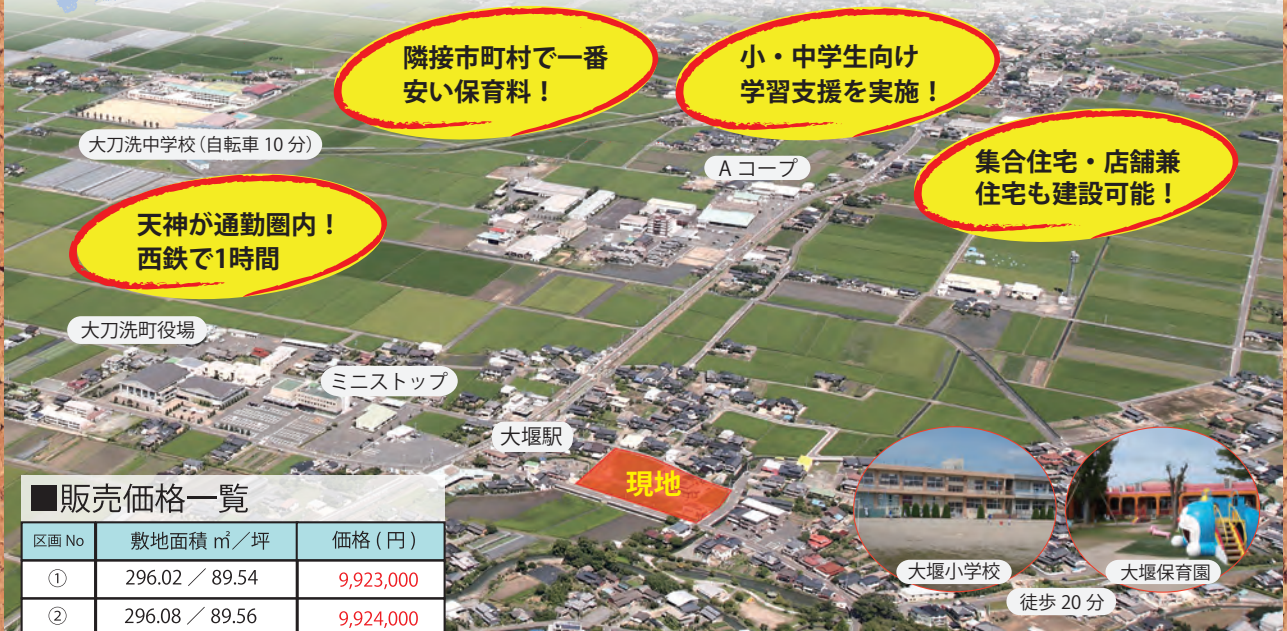 隣接市町村で一番
安い保育料！
小・中学生向け
学習支援を実施！
大刀洗中学校（自転車 10 分）
Aコープ
集合住宅・店舗兼
住宅も建設可能！
天神が通勤圏内！
西鉄で1時間
大刀洗町役場
ミニストップ
大堰駅
現地
■販売価格一覧
区画 No 敷地面積 ㎡／坪 価格（円）
① 296.02 ／ 89.54 9,923,000
② 296.08 ／ 89.56 9,924,000
大堰小学校
大堰保育園
徒歩 20 分